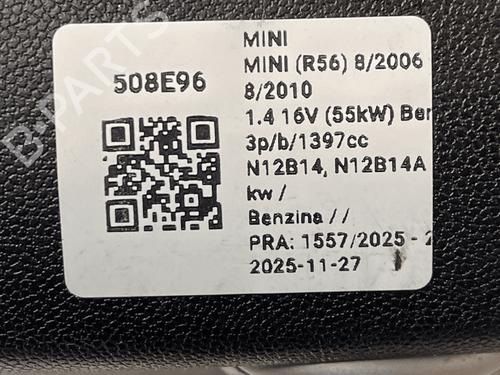 508E96
MINI
MINI (R56) 8/2006
8/2010
1.4 16V (55kW) Ber
3p/b/1397cc
N12B14, N12B14A
kw /
Benzina / /
PRA: 1557/2025 - 2
2025-11-27
B-PARTS